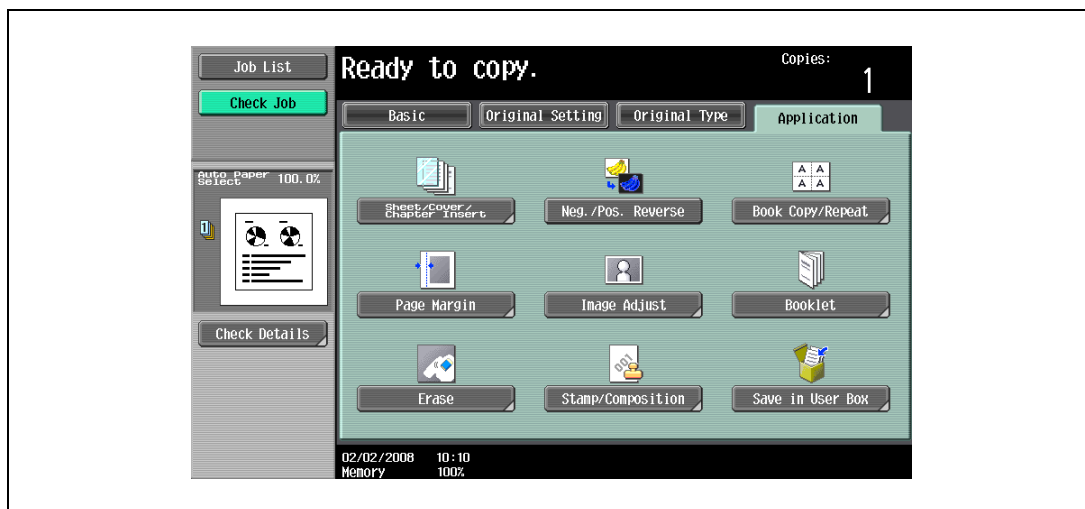 Job List
Check Job
Ready to copy.
Copies:
1
Basic
Original Setting
Original Type
Application
Auto Paper
Select
100.0%
1
Check Details
Sheet/Cover/
Chapter Insert
Neg./Pos. Reverse
A A
A A
Book Copy/Repeat
Page Margin
Image Adjust
Booklet
Erase
001
Stamp/Composition
Save in User Box
02/02/2008 10:10
Memory 100%